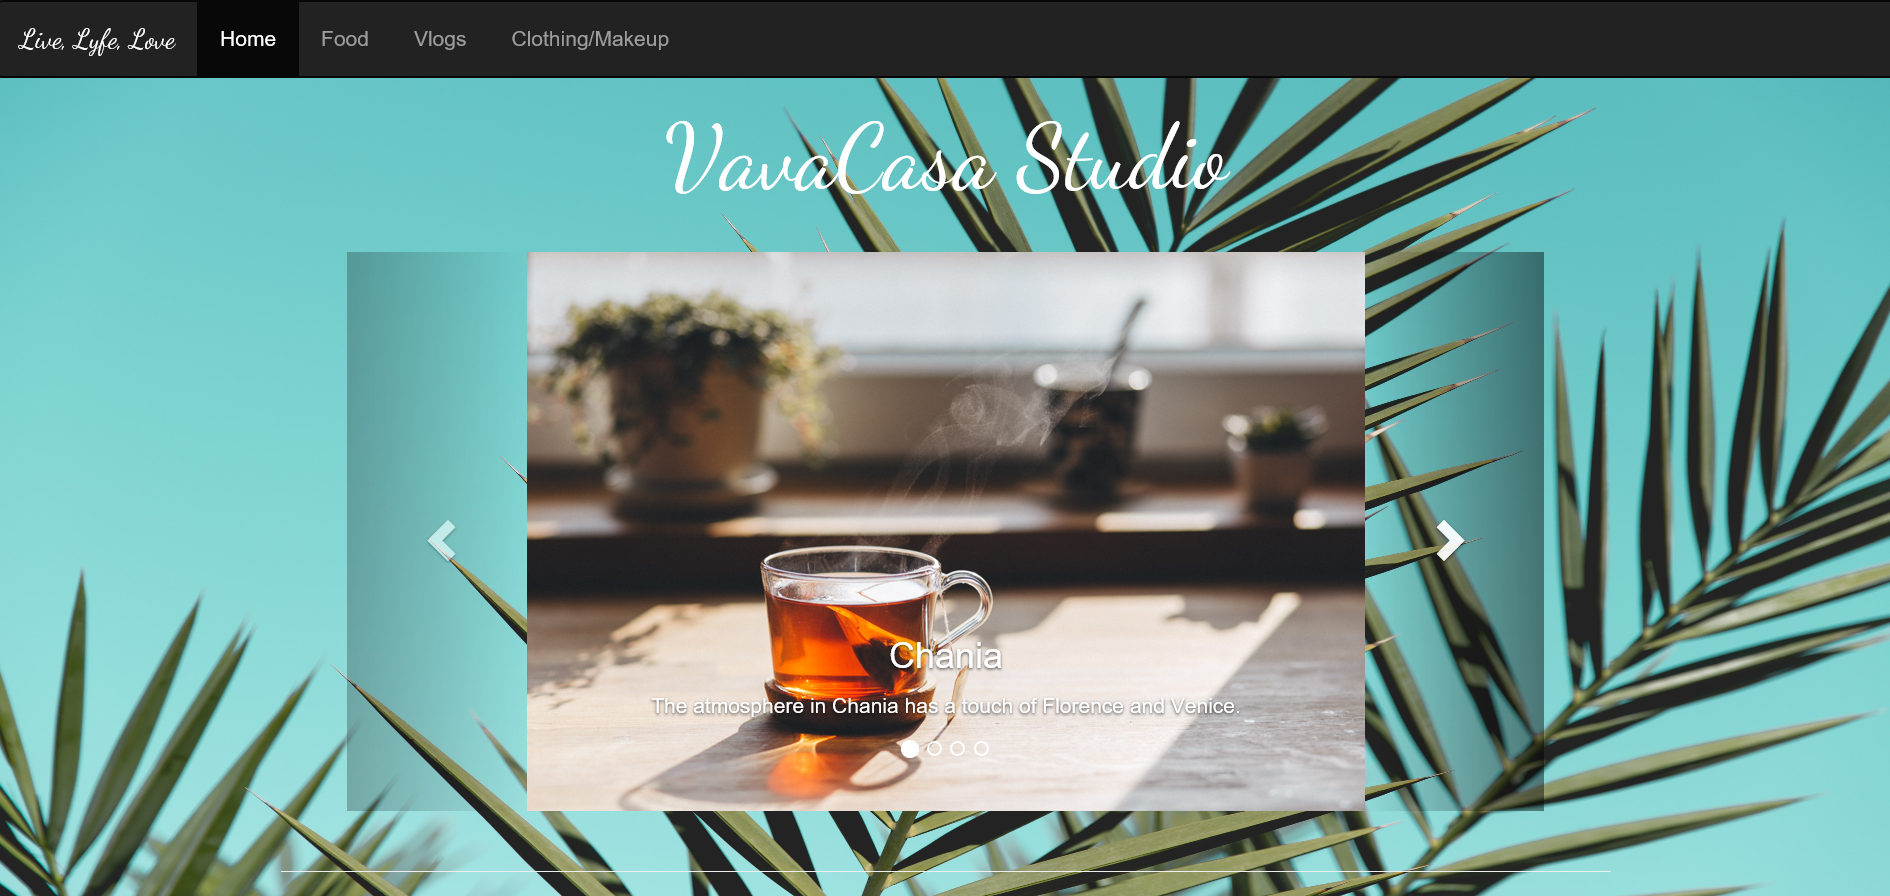 Live, Lyfe, Love
Home
Food
Vlogs
Clothing/Makeup
VavaCasa Studio
Chania
The atmosphere in Chania has a touch of Florence and Venice.